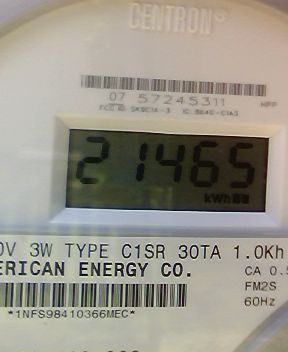 CENTRON®
07 57245311
21465
kWh
0V 3W TYPE C1SR 30TA 1.0Kh
ERICAN ENERGY CO.
CA 0.5
FM2S
60Hz
*1NFS98410366MEC*